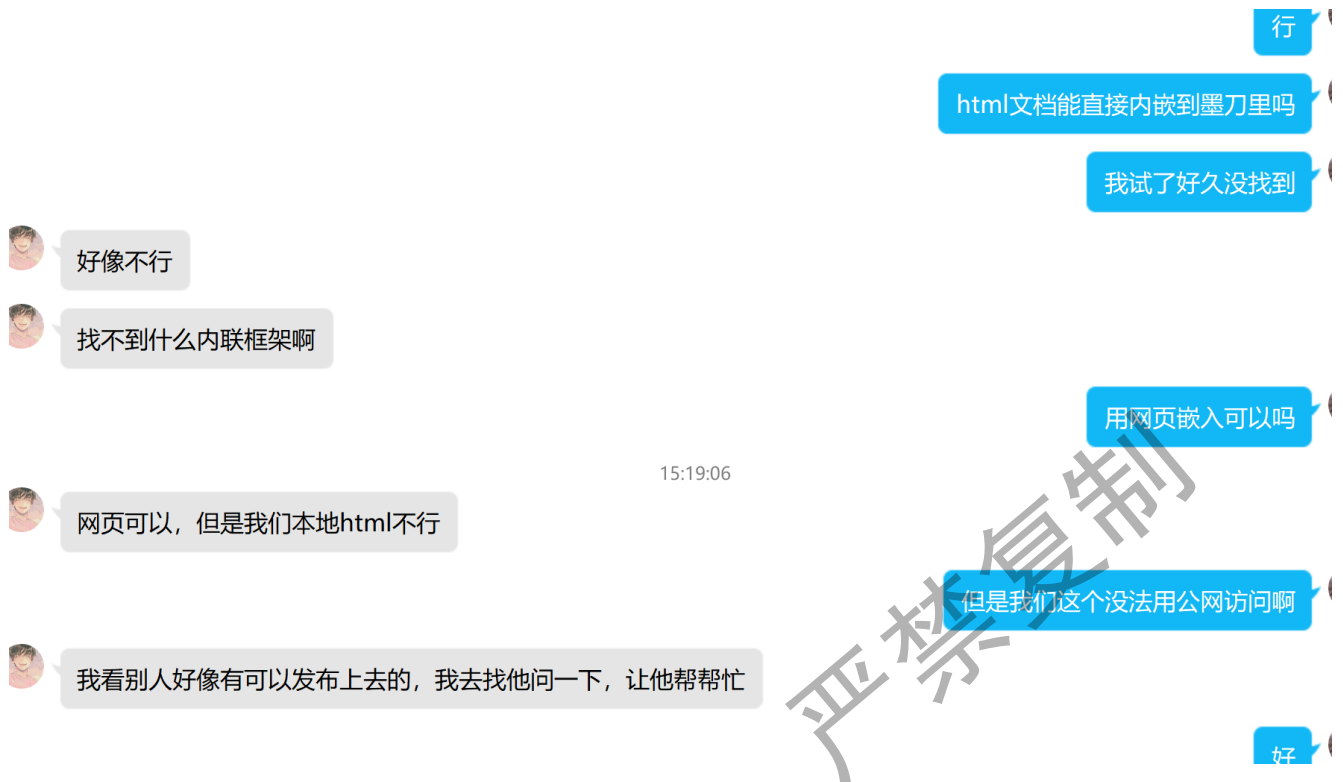 行
html文档能直接内嵌到墨刀里吗
我试了好久没找到
好像不行
找不到什么内联框架啊
用网页嵌入可以吗
15:19:06
网页可以，但是我们本地html不行
但是我们这个没法用公网访问啊
我看别人好像有可以发布上去的，我去找他问一下，让他帮帮忙
好
严禁复制